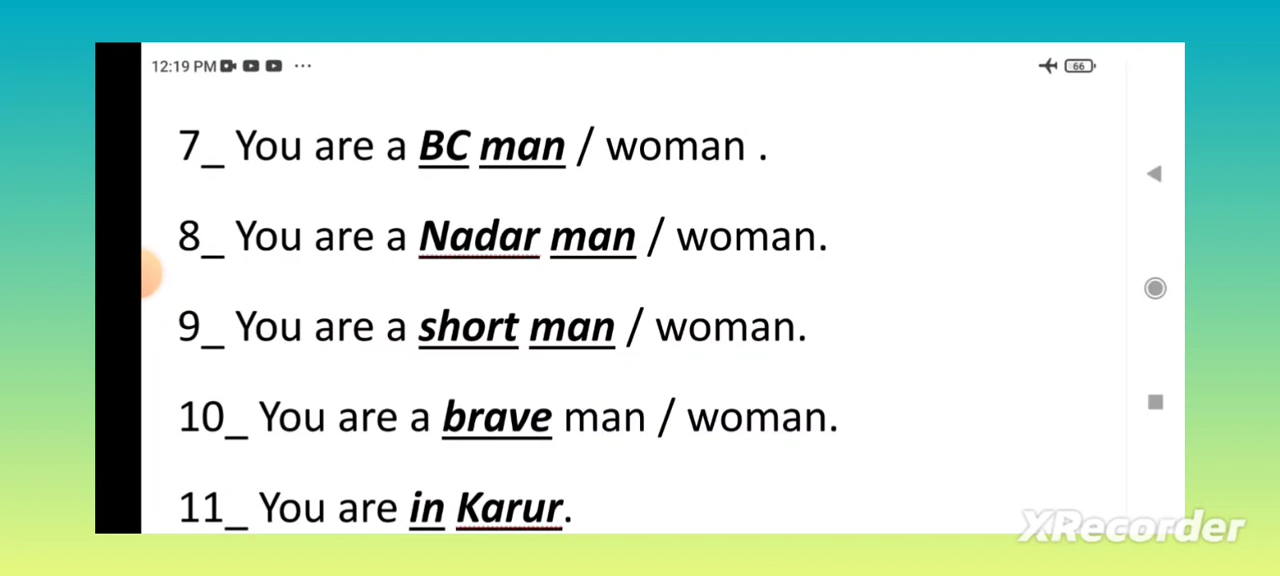 12:19 PM ...
66
7_ You are a BC man / woman .
8_ You are a Nadar man / woman.
9_ You are a short man / woman.
10_ You are a brave man / woman.
11_ You are in Karur.
XRecorder